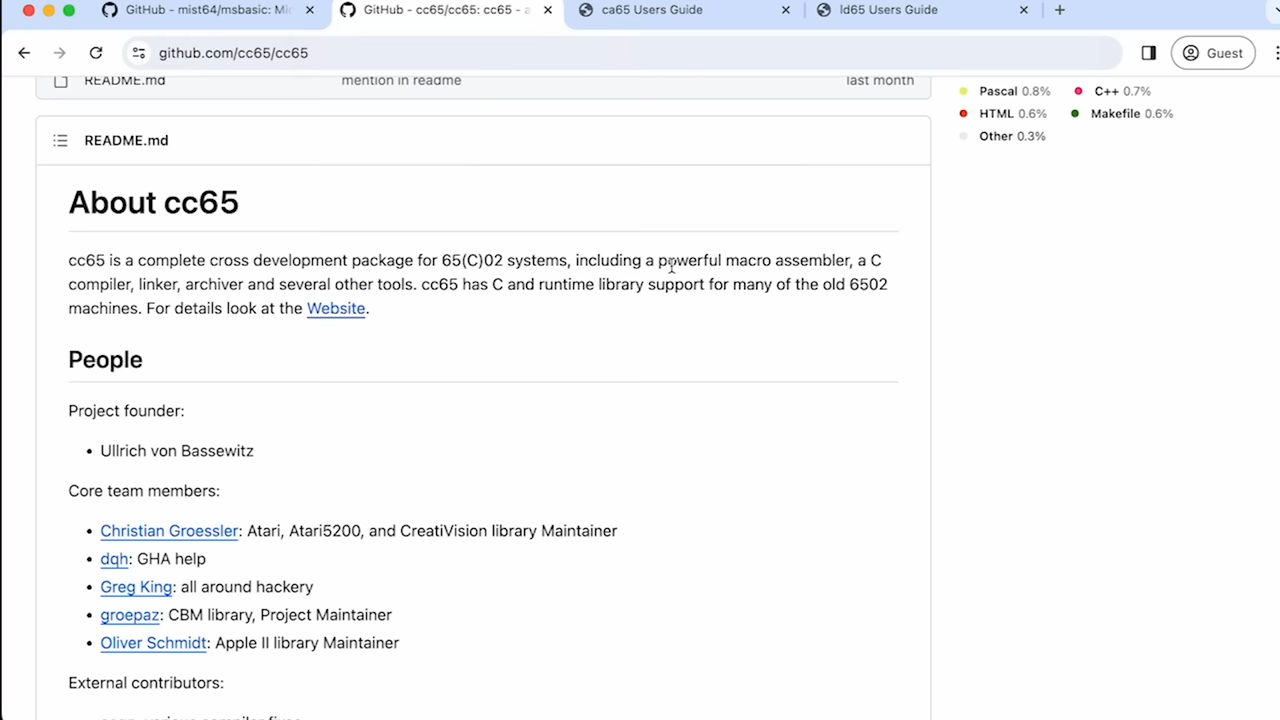 GitHub - mist64/msbasic: Mic
GitHub - cc65/cc65: cc65 - a
ca65 Users Guide
ld65 Users Guide
github.com/cc65/cc65
Guest
README.md
mention in readme
last month
Pascal 0.8%
C++ 0.7%
HTML 0.6%
Makefile 0.6%
Other 0.3%
README.md
About cc65
cc65 is a complete cross development package for 65(C)02 systems, including a powerful macro assembler, a C
compiler, linker, archiver and several other tools. cc65 has C and runtime library support for many of the old 6502
machines. For details look at the Website.
People
Project founder:
• Ullrich von Bassewitz
Core team members:
• Christian Groessler: Atari, Atari5200, and CreatiVision library Maintainer
• dqh: GHA help
• Greg King: all around hackery
• groepaz: CBM library, Project Maintainer
• Oliver Schmidt: Apple II library Maintainer
External contributors: